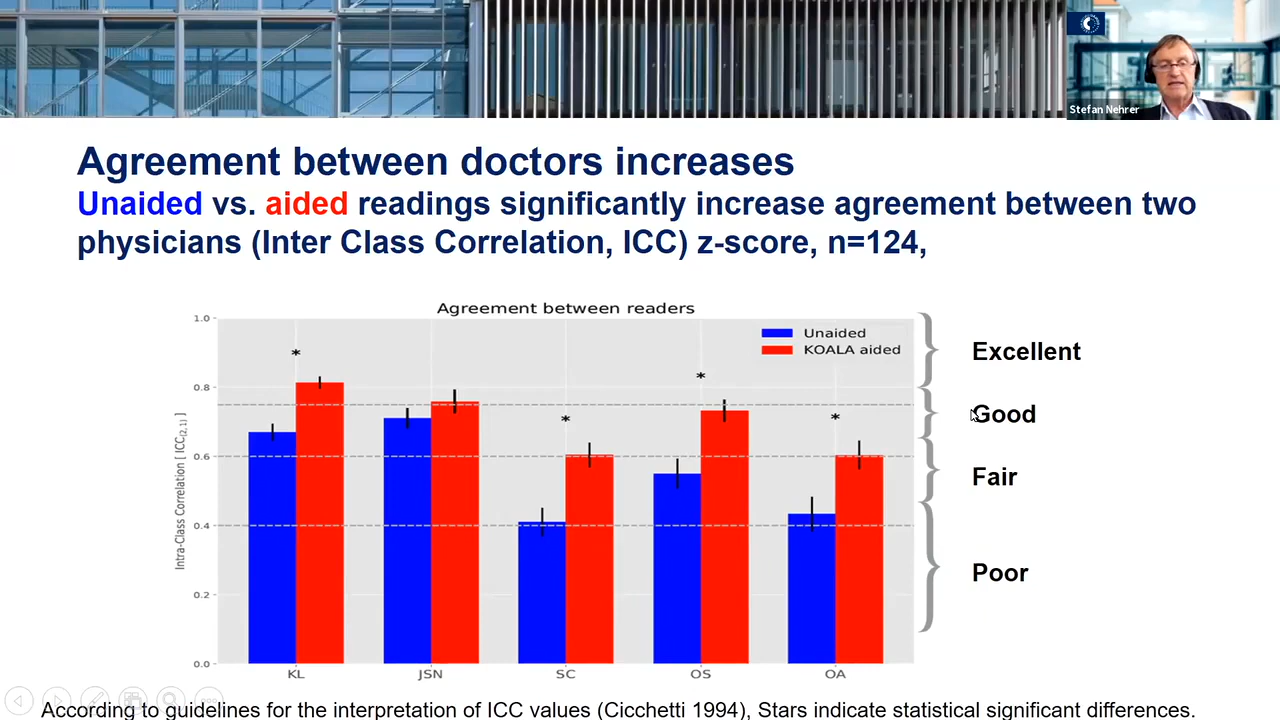 Stefan Nehrer
Agreement between doctors increases
Unaided vs. aided readings significantly increase agreement between two
physicians (Inter Class Correlation, ICC) z-score, n=124,
Agreement between readers
Intra-Class Correlation [ ICC(2,1) ]
1.0
0.8
0.6
0.4
0.2
0.0
Unaided
KOALA aided
*
*
*
*
KL
JSN
SC
OS
OA
Excellent
Good
Fair
Poor
According to guidelines for the interpretation of ICC values (Cicchetti 1994), Stars indicate statistical significant differences.